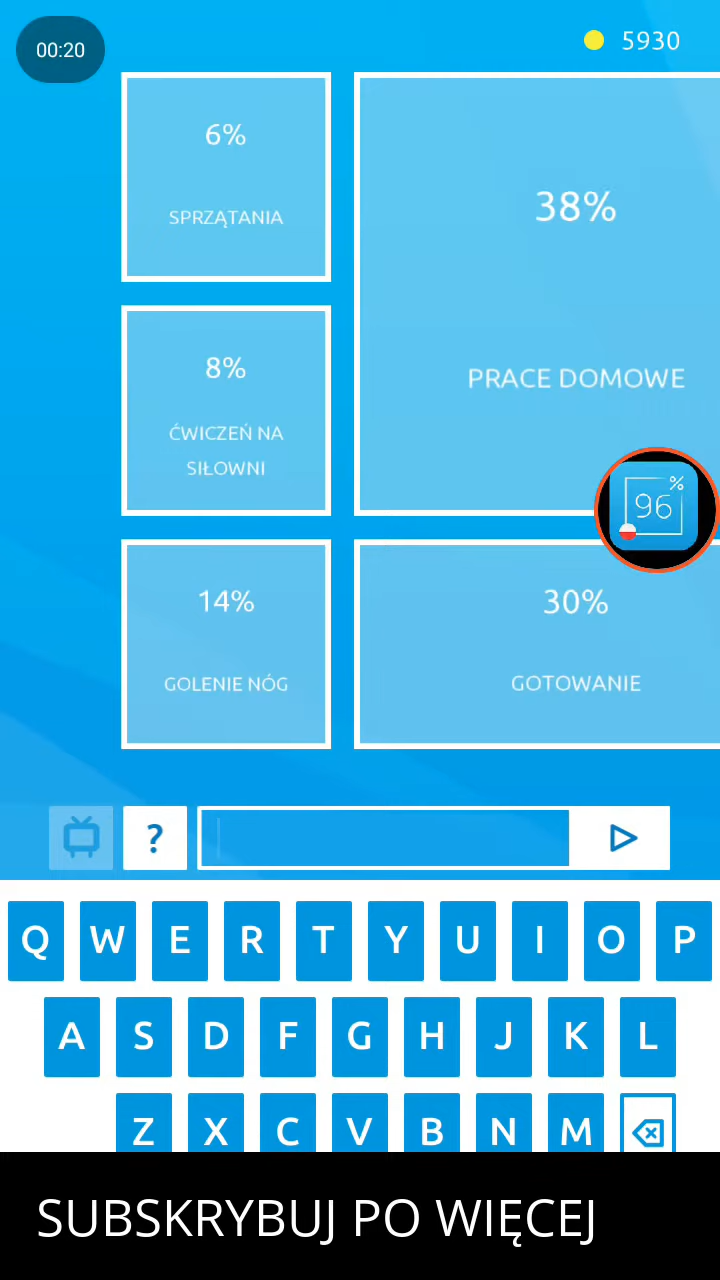 00:20
5930
6%
SPRZĄTANIA
38%
PRACE DOMOWE
8%
ĆWICZEŃ NA
SIŁOWNI
96%
14%
GOLENIE NÓG
30%
GOTOWANIE
?
Q W E R T Y U I O P
A S D F G H J K L
Z X C V B N M
SUBSKRYBUJ PO WIĘCEJ